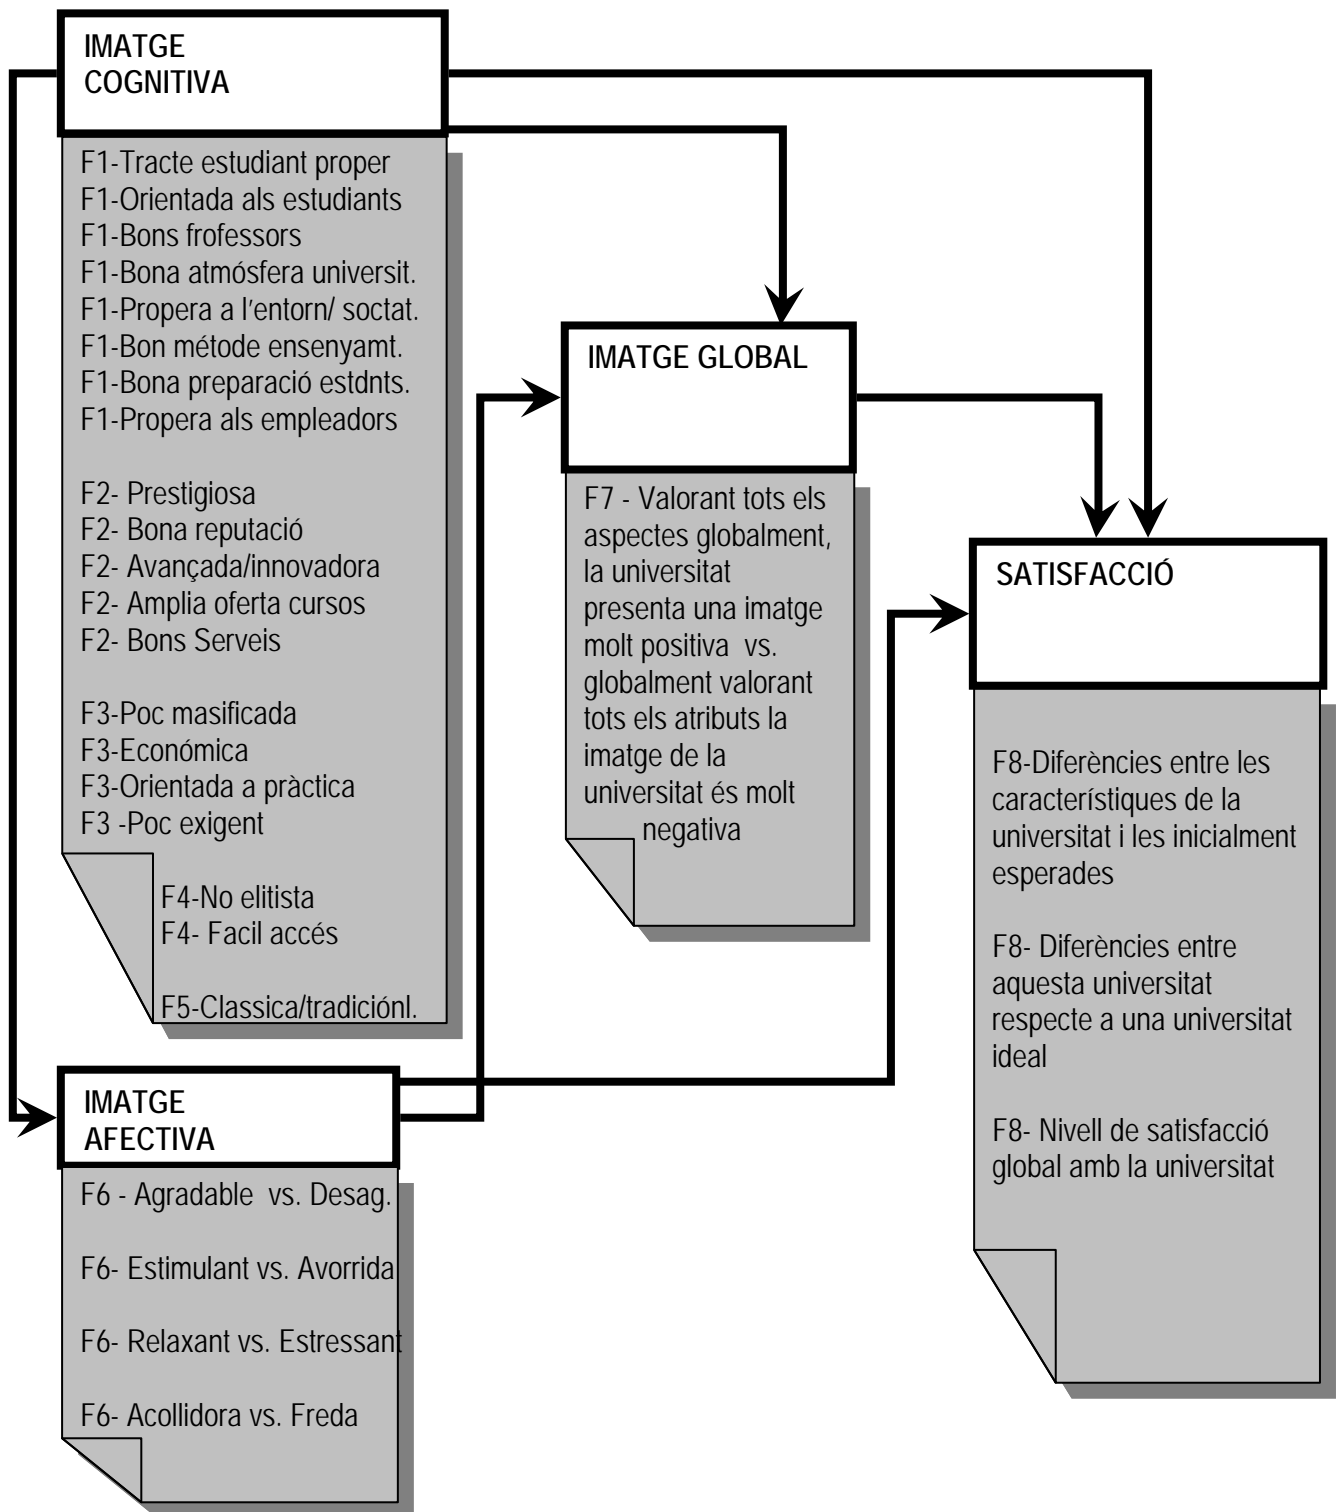 IMATGE
COGNITIVA
F1-Tracte estudiant proper
F1-Orientada als estudiants
F1-Bons frofessors
F1-Bona atmósfera universit.
F1-Propera a l'entorn/ soctat.
F1-Bon métode ensenyamt.
F1-Bona preparació estdnts.
F1-Propera als empleadors
F2- Prestigiosa
F2- Bona reputació
F2- Avançada/innovadora
F2- Amplia oferta cursos
F2- Bons Serveis
F3-Poc masificada
F3-Económica
F3-Orientada a pràctica
F3 -Poc exigent
F4-No elitista
F4- Facil accés
F5-Classica/tradiciónl.
IMATGE
AFECTIVA
F6 - Agradable vs. Desag.
F6- Estimulant vs. Avorrida
F6- Relaxant vs. Estressant
F6- Acollidora vs. Freda
IMATGE GLOBAL
F7 - Valorant tots els
aspectes globalment,
la universitat
presenta una imatge
molt positiva vs.
globalment valorant
tots els atributs la
imatge de la
universitat és molt
negativa
SATISFACCIÓ
F8-Diferències entre les
característiques de la
universitat i les inicialment
esperades
F8- Diferències entre
aquesta universitat
respecte a una universitat
ideal
F8- Nivell de satisfacció
global amb la universitat